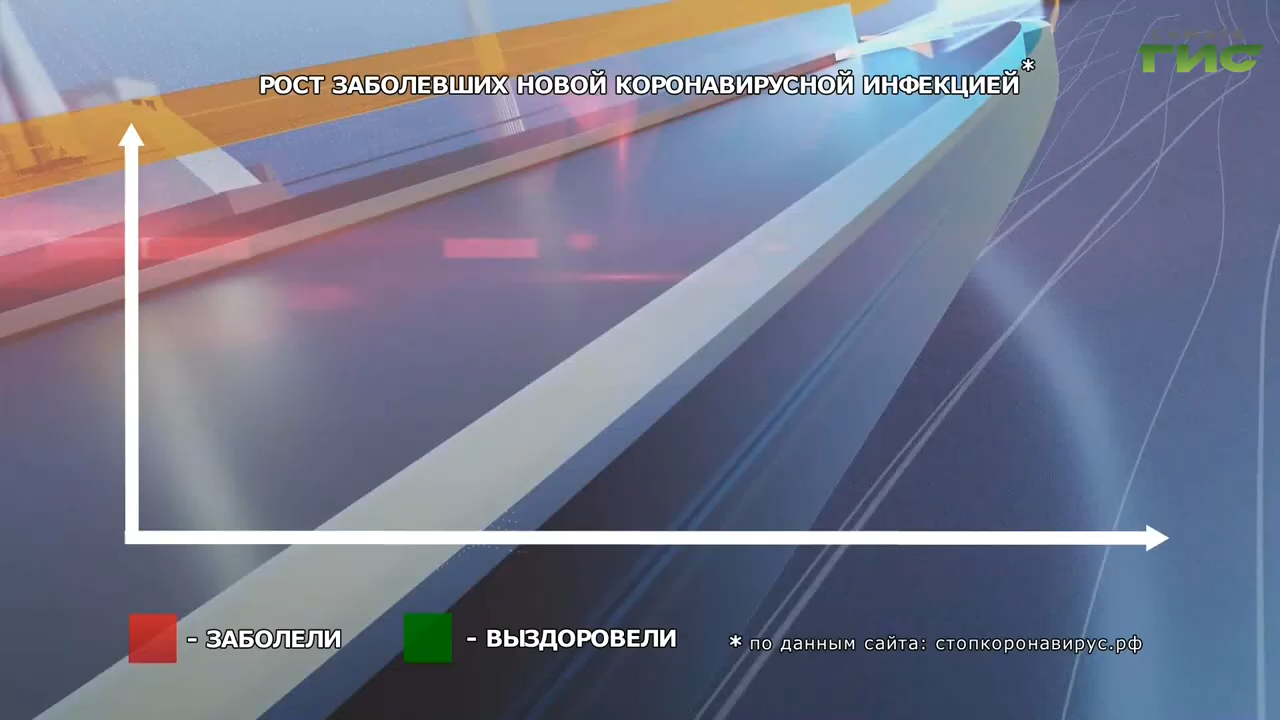 ГИС
РОСТ ЗАБОЛЕВШИХ НОВОЙ КОРОНАВИРУСНОЙ ИНФЕКЦИЕЙ*
- ЗАБОЛЕЛИ
- ВЫЗДОРОВЕЛИ
* по данным сайта: стопкоронавирус.рф